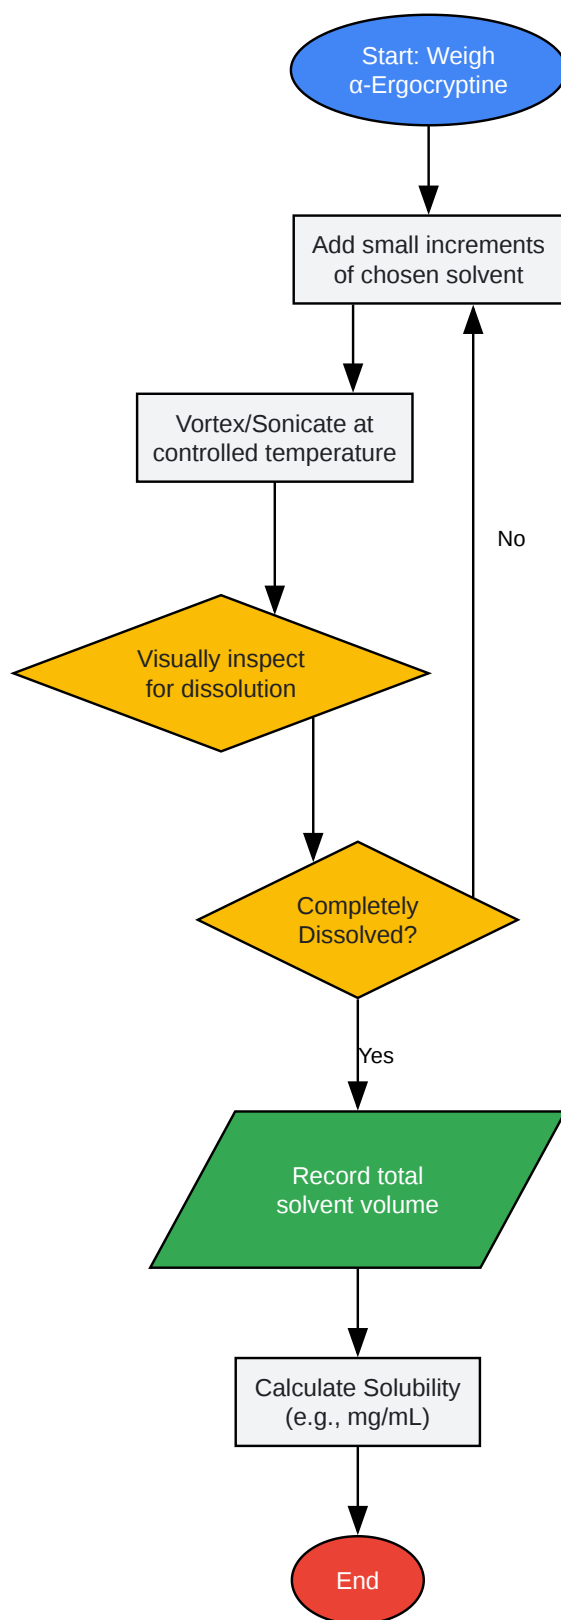 Start: Weigh
α-Ergocryptine
Add small increments
of chosen solvent
Vortex/Sonicate at
controlled temperature
No
Visually inspect
for dissolution
Completely
Dissolved?
Yes
Record total
solvent volume
Calculate Solubility
(e.g., mg/mL)
End